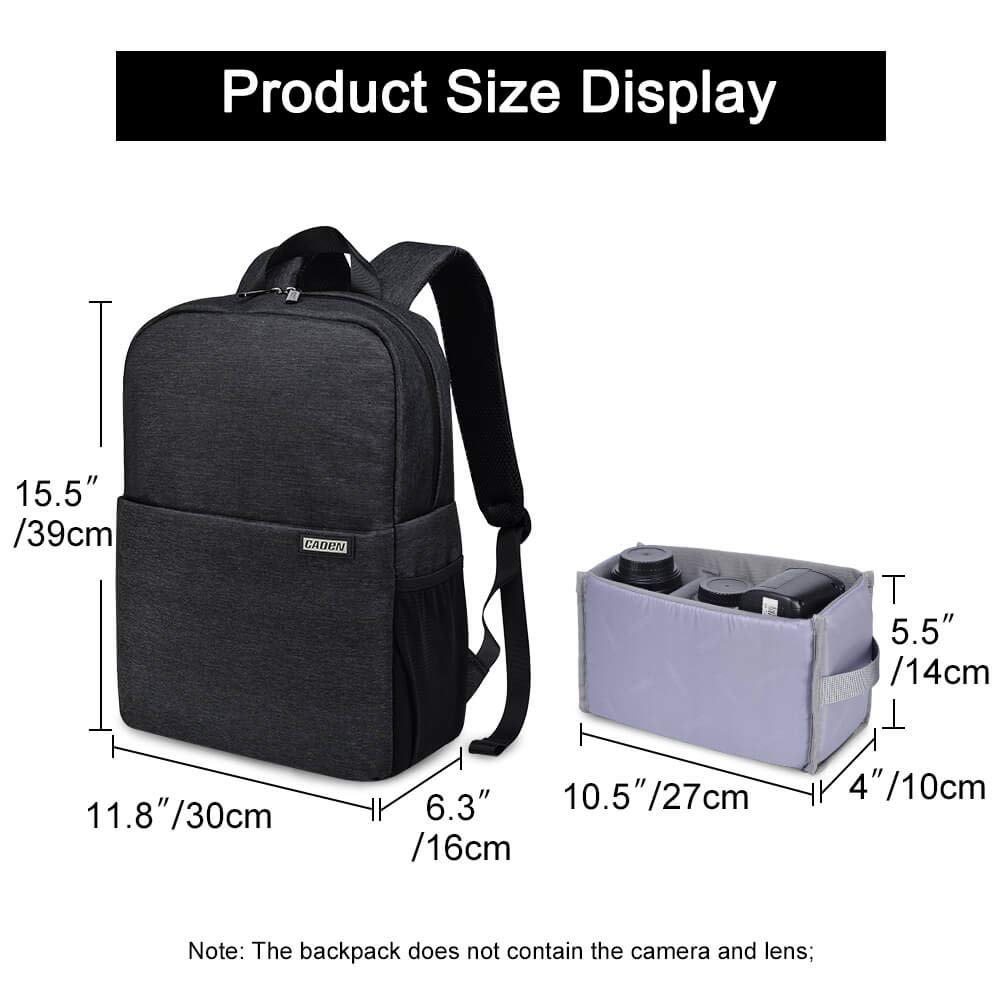 Product Size Display
15.5″
/39cm
CADEN
5.5″
/14cm
11.8″/30cm
6.3″
/16cm
10.5″/27cm
4″/10cm
Note: The backpack does not contain the camera and lens;